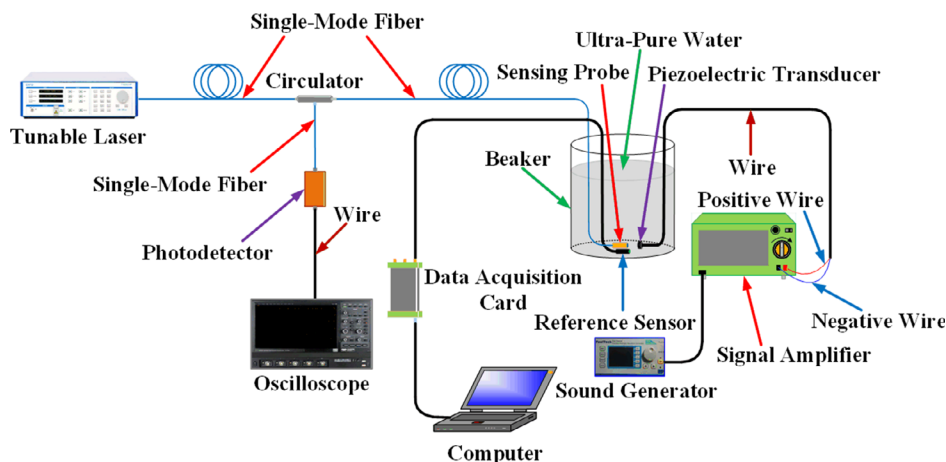 Single-Mode Fiber
Ultra-Pure Water
Circulator
Sensing Probe
Piezoelectric Transducer
Tunable Laser
Beaker
Wire
Single-Mode Fiber
Positive Wire
Wire
Photodetector
Data Acquisition
Card
Negative Wire
Reference Sensor
Signal Amplifier
Oscilloscope
Sound Generator
Computer